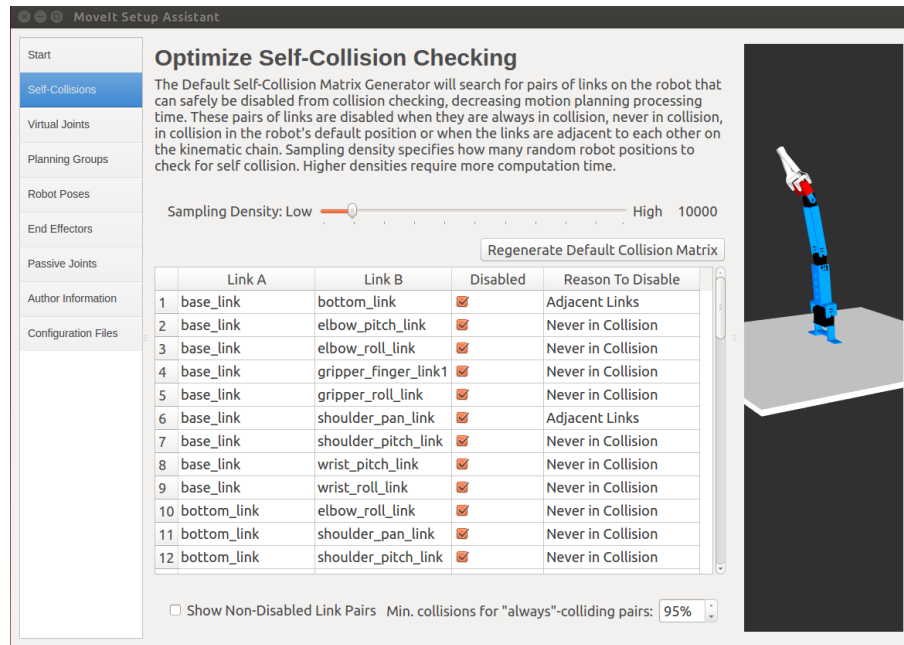 MoveIt Setup Assistant
Start
Self-Collisions
Virtual Joints
Planning Groups
Robot Poses
End Effectors
Passive Joints
Author Information
Configuration Files
Optimize Self-Collision Checking
The Default Self-Collision Matrix Generator will search for pairs of links on the robot that
can safely be disabled from collision checking, decreasing motion planning processing
time. These pairs of links are disabled when they are always in collision, never in collision,
in collision in the robot's default position or when the links are adjacent to each other on
the kinematic chain. Sampling density specifies how many random robot positions to
check for self collision. Higher densities require more computation time.
Sampling Density: Low High 10000
Regenerate Default Collision Matrix
Link A Link B Disabled Reason To Disable
1 base_link bottom_link Adjacent Links
2 base_link elbow_pitch_link Never in Collision
3 base_link elbow_roll_link Never in Collision
4 base_link gripper_finger_link1 Never in Collision
5 base_link gripper_roll_link Never in Collision
6 base_link shoulder_pan_link Adjacent Links
7 base_link shoulder_pitch_link Never in Collision
8 base_link wrist_pitch_link Never in Collision
9 base_link wrist_roll_link Never in Collision
10 bottom_link elbow_roll_link Never in Collision
11 bottom_link shoulder_pan_link Never in Collision
12 bottom_link shoulder_pitch_link Never in Collision
Show Non-Disabled Link Pairs Min. collisions for "always"-colliding pairs: 95%